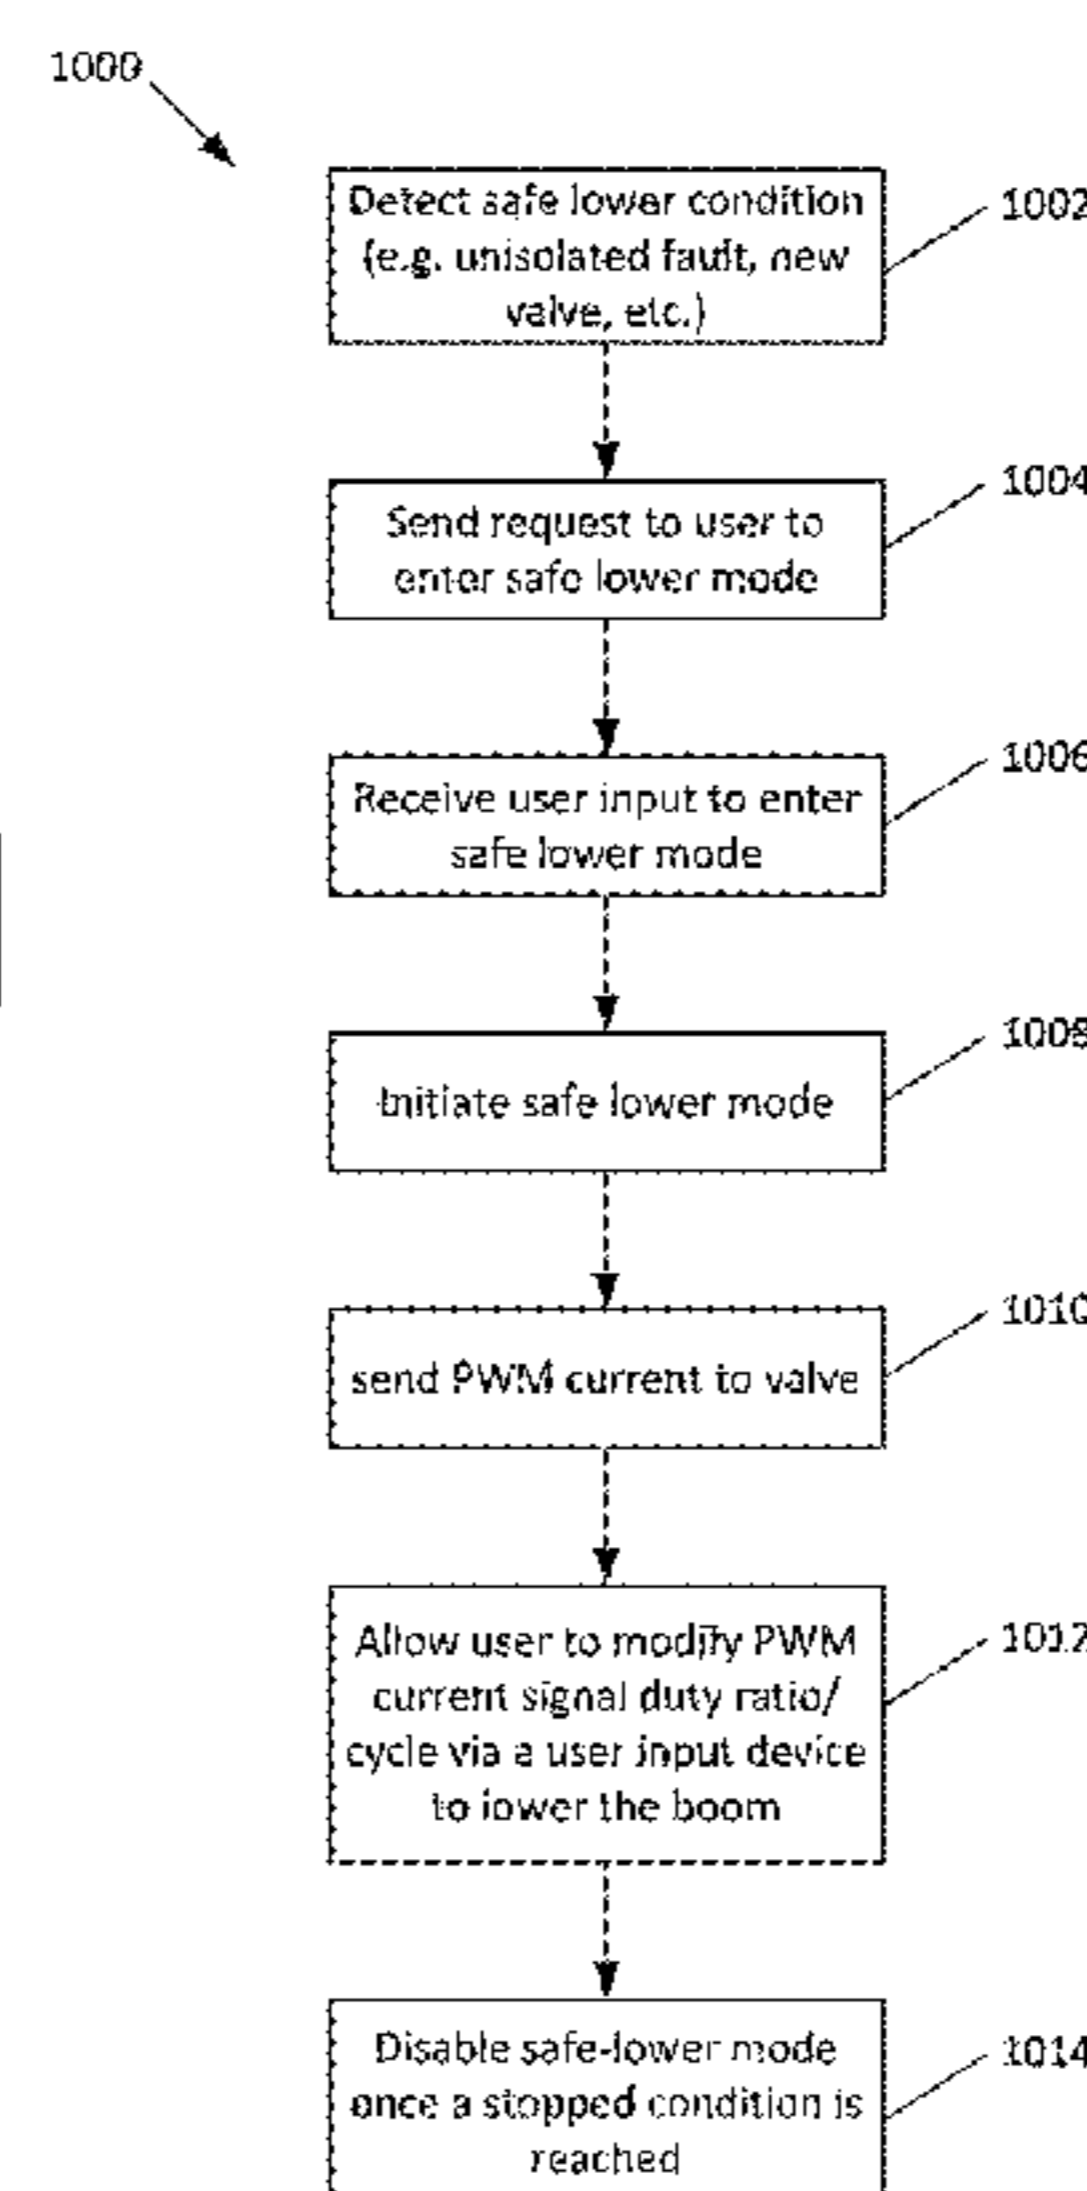 1000
Detect safe lower condition
1002
(e.g. unisolated fault, new
valve, etc.)
Send request to user to
1004
enter safe lower mode
Receive user input to enter
1006
safe lower mode
Initiate safe lower mode
1008
send PWM current to valve
1010
Allow user to modify PWM
1012
current signal duty ratio/
cycle via a user input device
to lower the boom
Disable safe-lower mode
1014
once a stopped condition is
reached